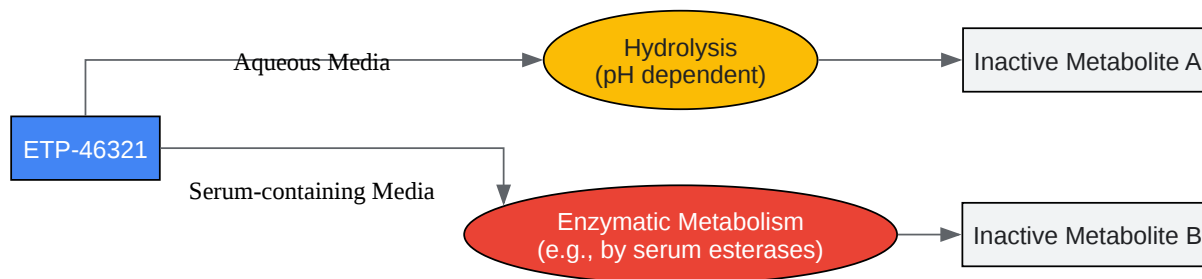 Aqueous Media
Hydrolysis
(pH dependent)
Inactive Metabolite A
ETP-46321
Serum-containing Media
Enzymatic Metabolism
(e.g., by serum esterases)
Inactive Metabolite B